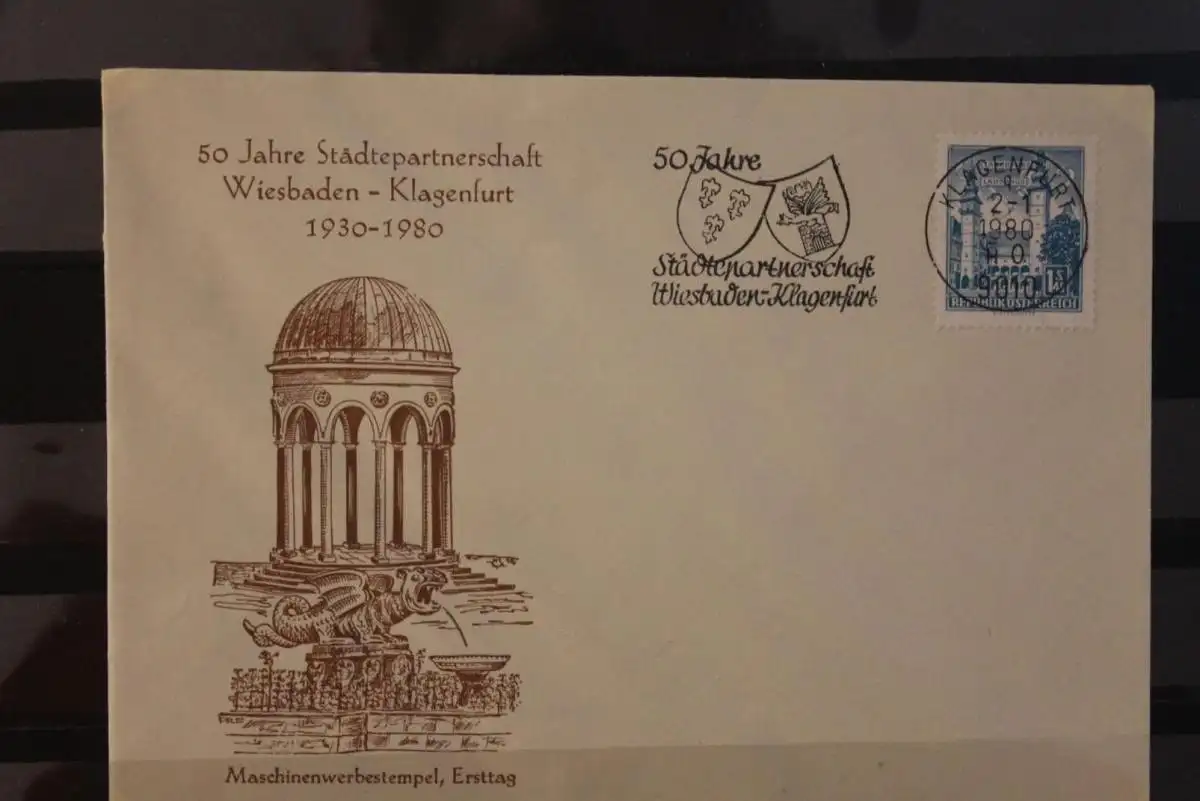 50 Jahre Städtepartnerschaft
Wiesbaden - Klagenfurt
1930-1980
50 Jahre
Städtepartnerschaft
Wiesbaden-Klagenfurt
KLAGENFURT
2-1
1980
H.O.
9010
REPUBLIK ÖSTERREICH
Maschinenwerbestempel, Ersttag